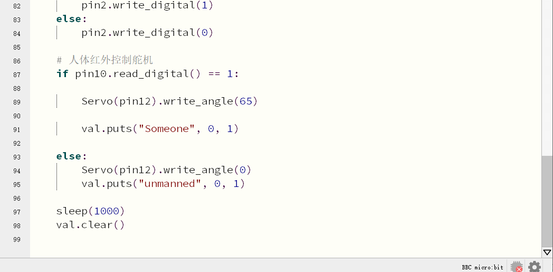 82 pin2.write_digital(1)
83 else:
84 pin2.write_digital(0)
85
86 # 人体红外控制舵机
87 if pin10.read_digital() == 1:
88
89 Servo(pin12).write_angle(65)
90
91 val.puts("Someone", 0, 1)
92
93 else:
94 Servo(pin12).write_angle(0)
95 val.puts("unmanned", 0, 1)
96
97 sleep(1000)
98 val.clear()
99
BBC micro:bit